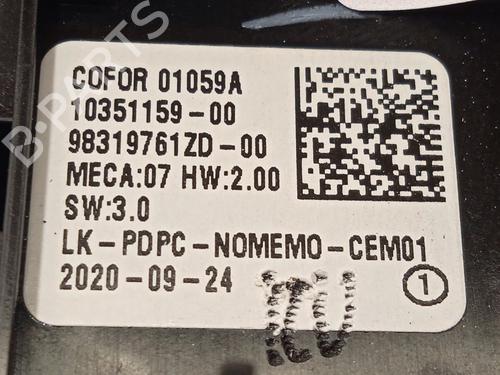 COFOR 01059A
10351159-00
98319761ZD-00
MECA:07 HW:2.00
SW:3.0
LK-PDPC-NOMEMO-CEM01
2020-09-24
1
B-PARTS